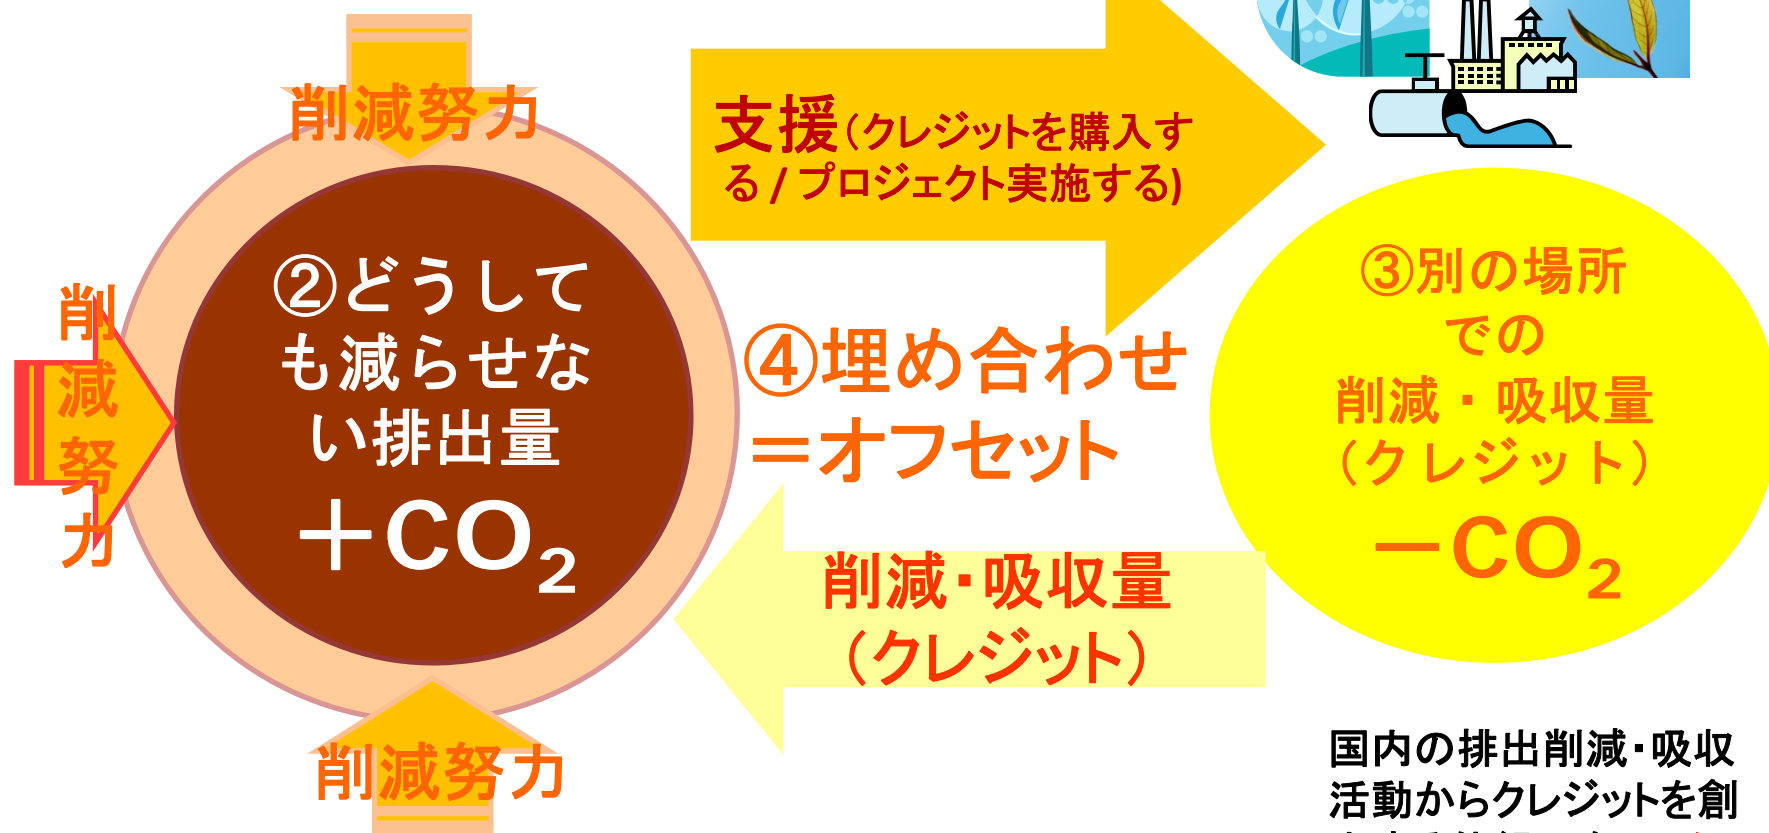 削減努力
支援（クレジットを購入す
る / プロジェクト実施する)
削
減
努
力
②どうして
も減らせな
い排出量
＋CO₂
④埋め合わせ
＝オフセット
③別の場所
での
削減・吸収量
（クレジット）
－CO₂
削減・吸収量
（クレジット）
削減努力
国内の排出削減・吸収
活動からクレジットを創